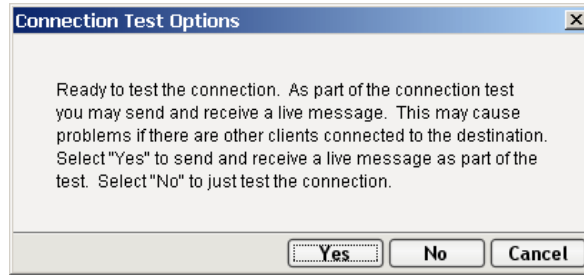 Connection Test Options
Ready to test the connection.  As part of the connection test
you may send and receive a live message.  This may cause
problems if there are other clients connected to the destination.
Select "Yes" to send and receive a live message as part of the
test.  Select "No" to just test the connection.
Yes No Cancel